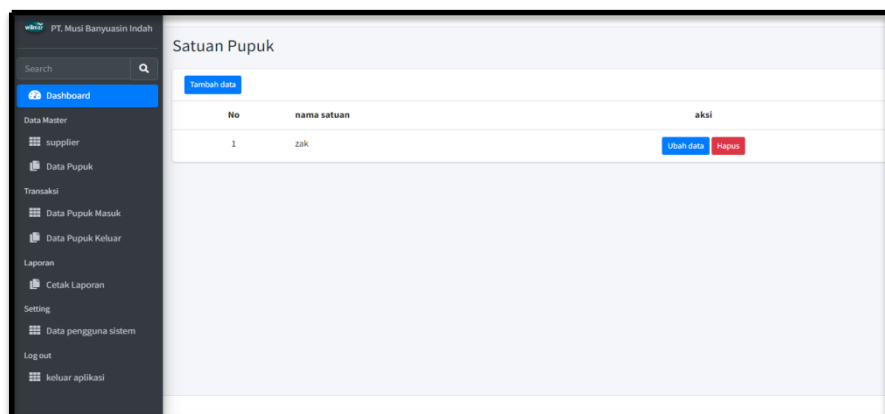 wilmar PT. Musi Banyuasin Indah
Search
Dashboard
Data Master
supplier
Data Pupuk
Transaksi
Data Pupuk Masuk
Data Pupuk Keluar
Laporan
Cetak Laporan
Setting
Data pengguna sistem
Log out
keluar aplikasi
Satuan Pupuk
Tambah data
No nama satuan aksi
1 zak Ubah data Hapus